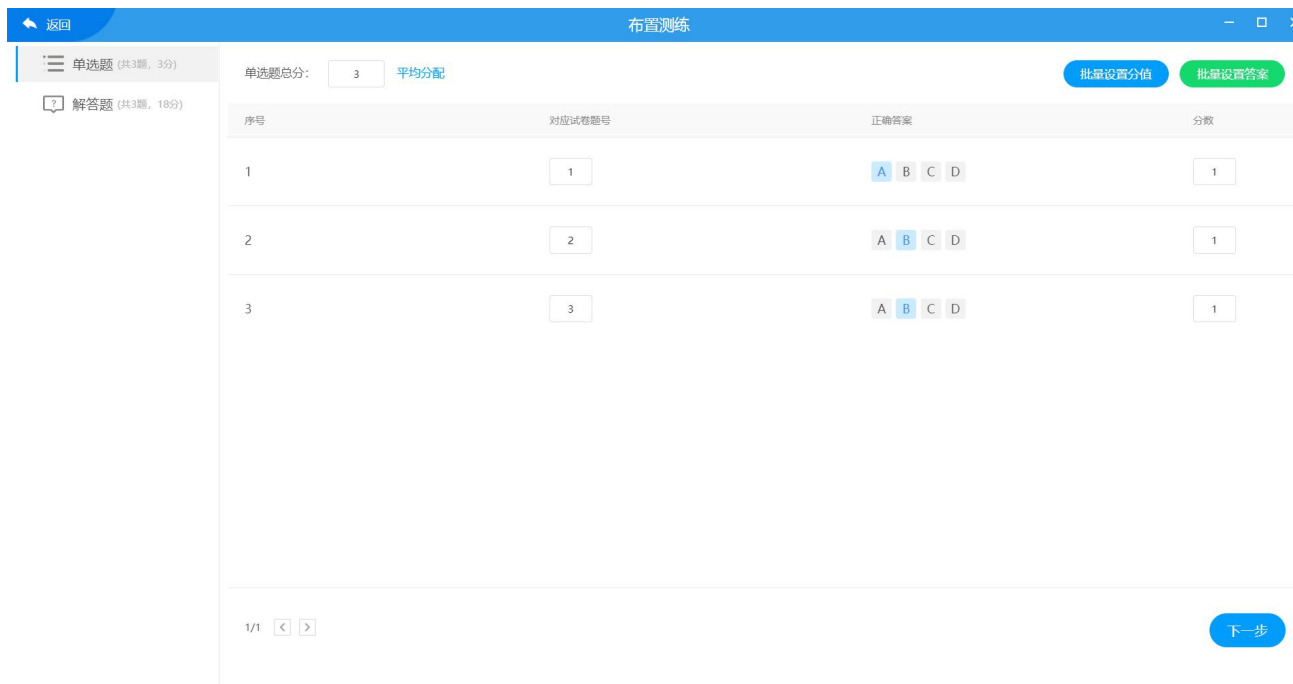 返回 布置测练
单选题 (共3题, 3分)
解答题 (共3题, 18分)
单选题总分: 3 平均分配 批量设置分值 批量设置答案
序号 对应试卷题号 正确答案 分数
1 1 A B C D 1
2 2 A B C D 1
3 3 A B C D 1
1/1 < > 下一步